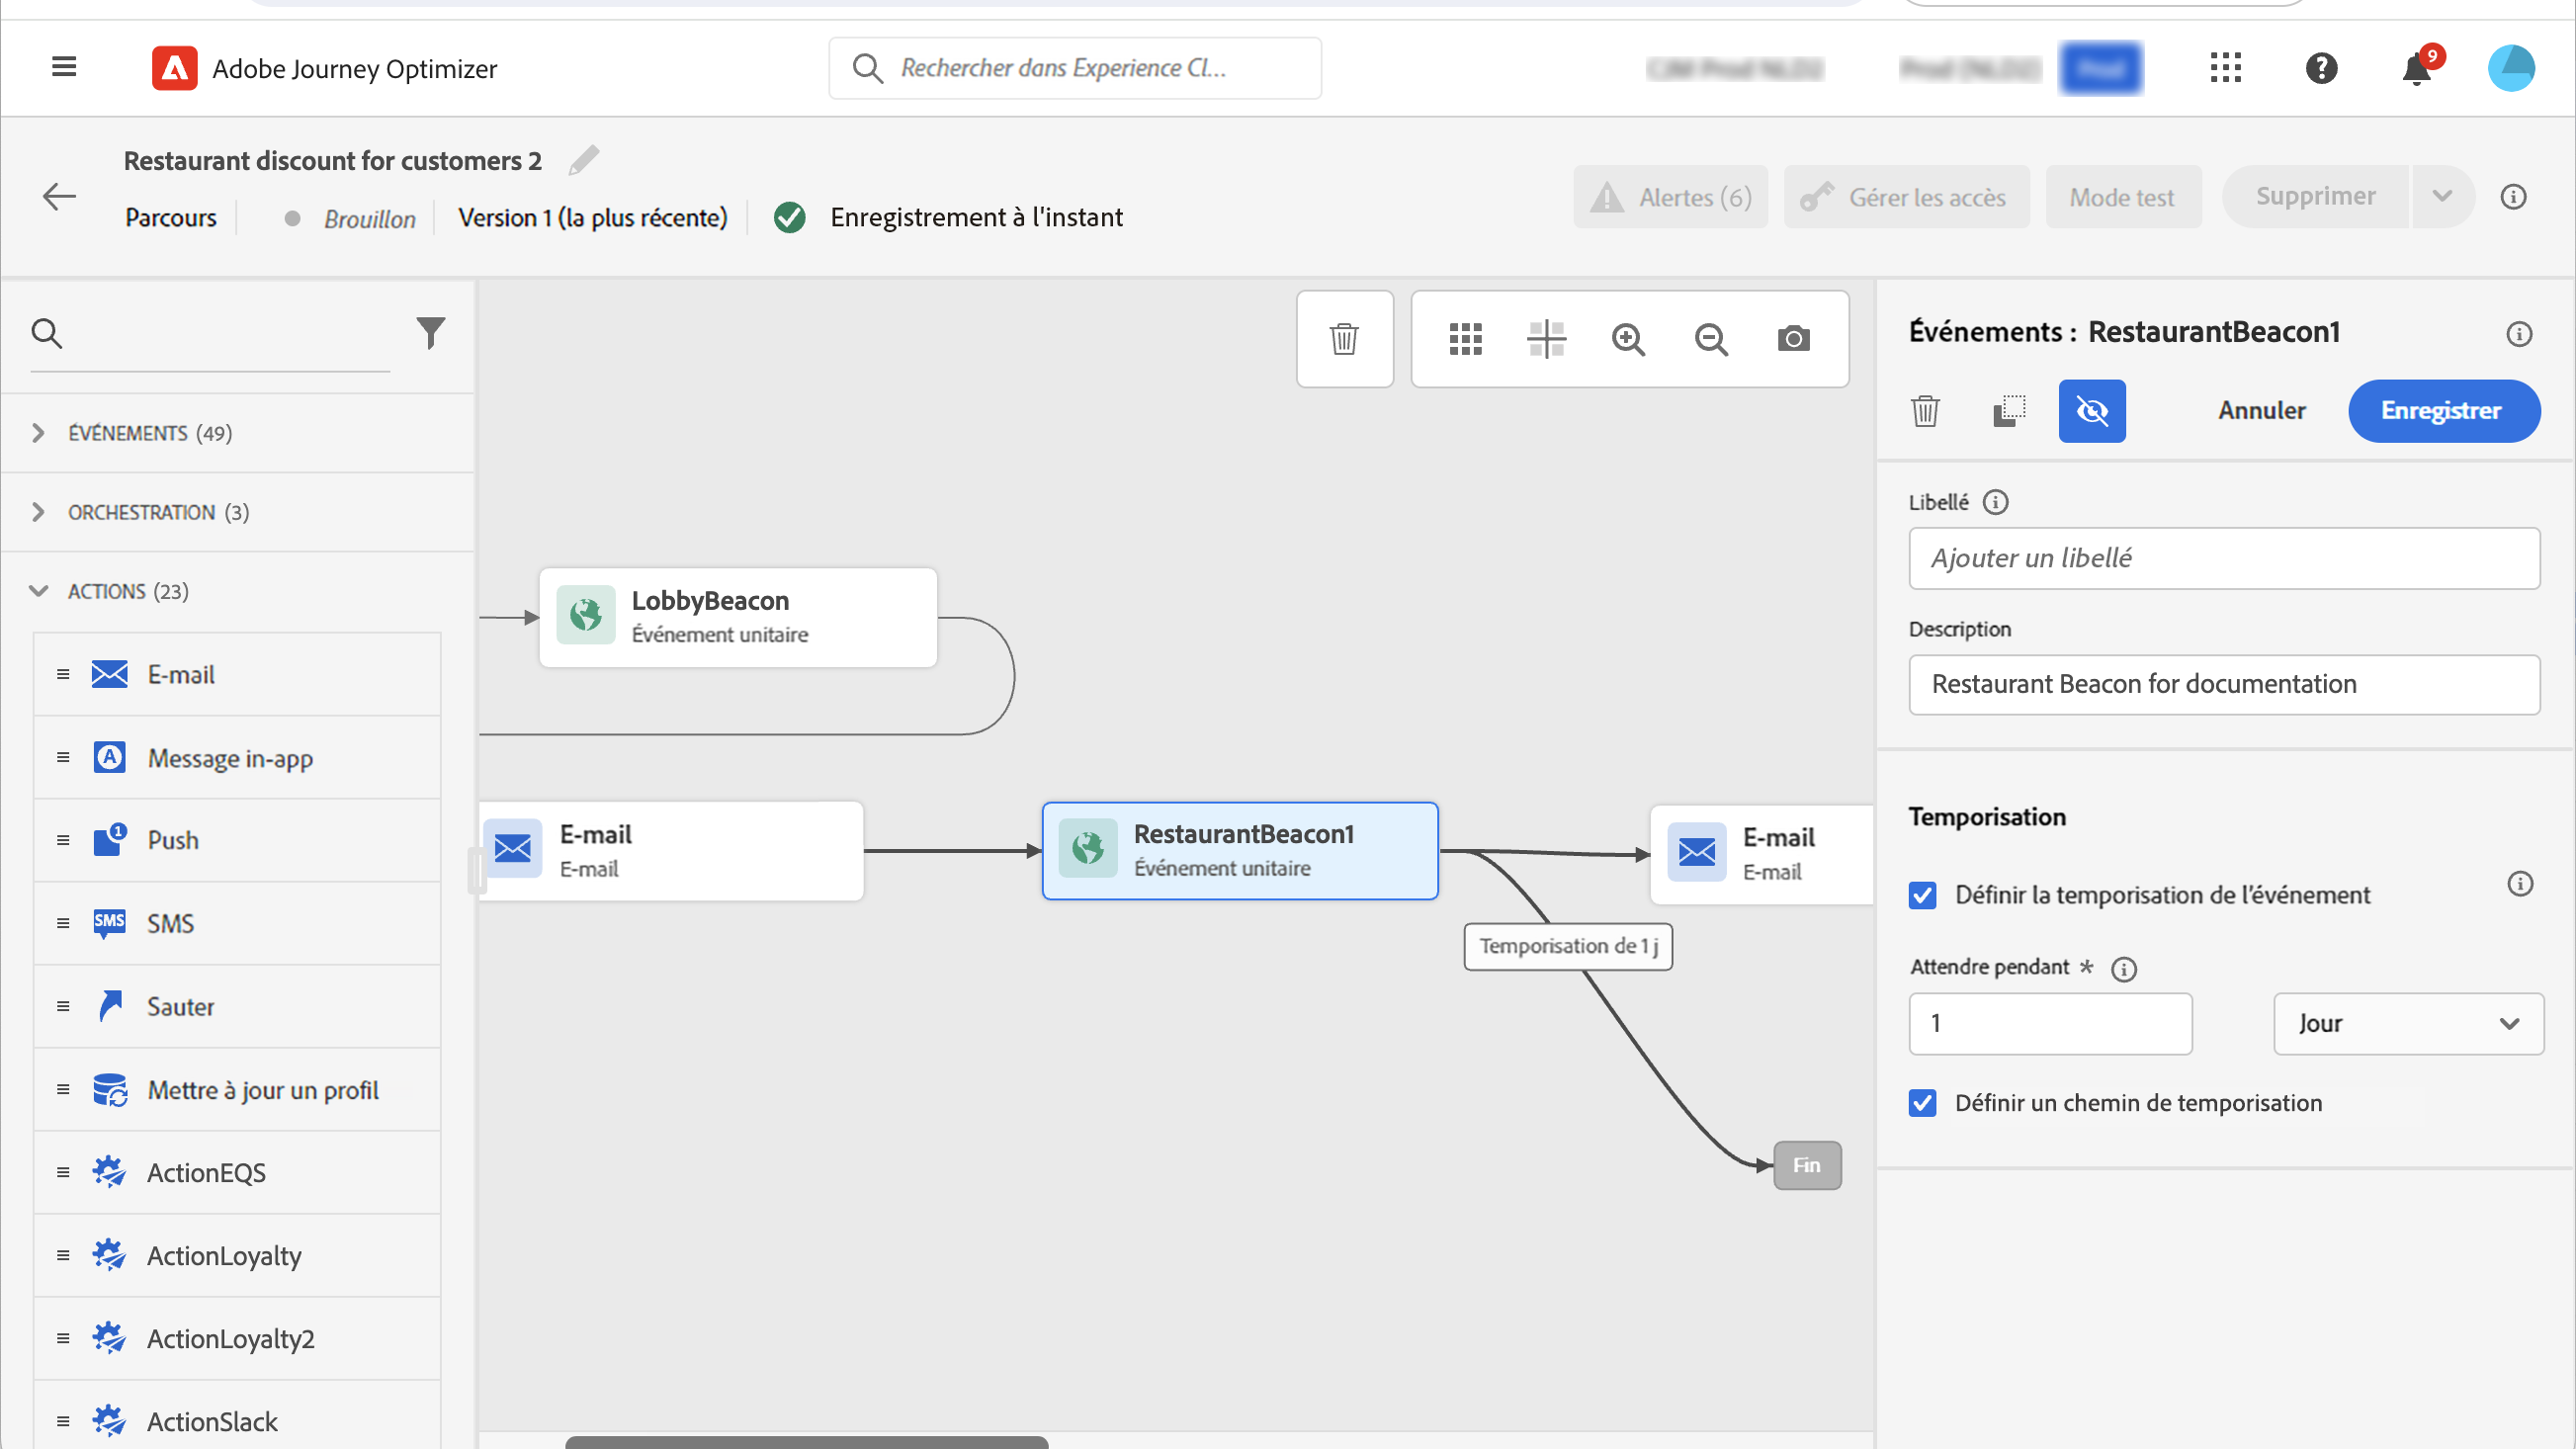 Adobe Journey Optimizer
Rechercher dans Experience Cl...
9
Restaurant discount for customers 2
Parcours
Brouillon
Version 1 (la plus récente)
Enregistrement à l'instant
Alertes (6)
Gérer les accès
Mode test
Supprimer
ÉVÉNEMENTS (49)
ORCHESTRATION (3)
ACTIONS (23)
E-mail
Message in-app
Push
SMS
SMS
Sauter
Mettre à jour un profil
ActionEQS
ActionLoyalty
ActionLoyalty2
ActionSlack
LobbyBeacon
Événement unitaire
E-mail
E-mail
RestaurantBeacon1
Événement unitaire
E-mail
E-mail
Temporisation de 1 j
Fin
Événements : RestaurantBeacon1
Annuler
Enregistrer
Libellé
Ajouter un libellé
Description
Restaurant Beacon for documentation
Temporisation
Définir la temporisation de l'événement
Attendre pendant *
1
Jour
Définir un chemin de temporisation